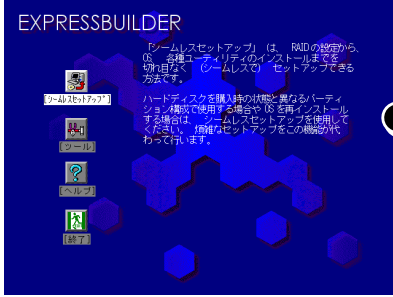 EXPRESSBUILDER
「シームレスセットアップ」 は、 RAIDの設定から、
OS、 各種ユーティリティのインストールまでを
切れ目なく （シームレスで） セットアップできる
方法です。
ハードディスクを購入時の状態と異なるパーティ
ション構成で使用する場合や OSを再インストール
する場合は、 シームレスセットアップを使用して
ください。 煩雑なセットアップをこの機能が代
わって行います。
[シームレスセットアップ]
[ツール]
[ヘルプ]
[終了]